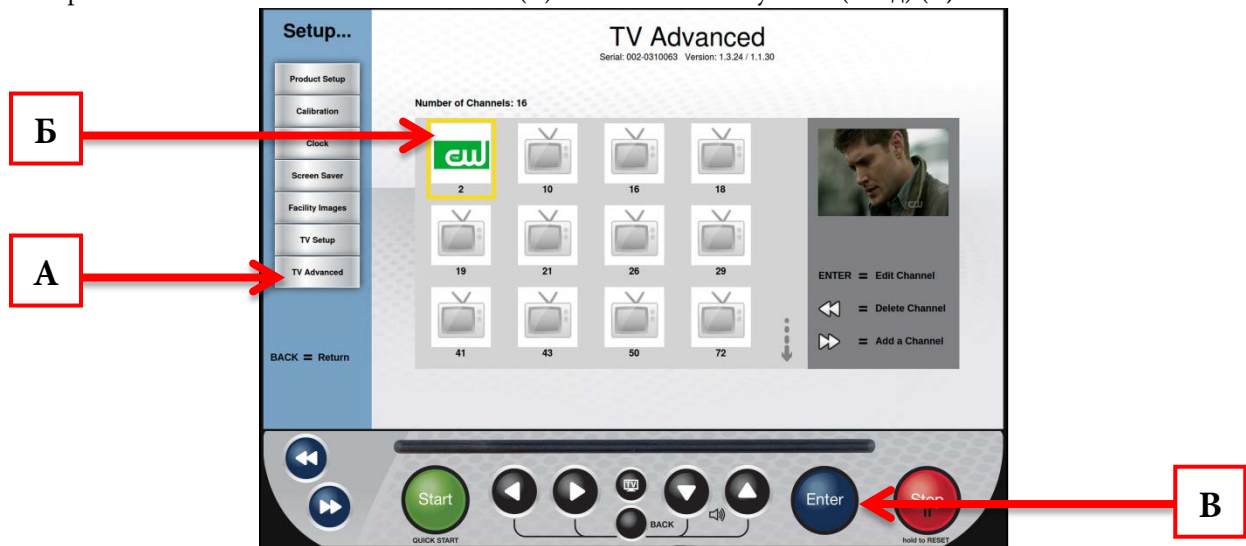 Setup...
TV Advanced
Serial: 002-0310063 Version: 1.3.24 / 1.1.30
Product Setup
Calibration
Clock
Screen Saver
Facility Images
TV Setup
TV Advanced
BACK = Return
Number of Channels: 16
cw
2
10
16
18
19
21
26
29
41
43
50
72
cw
ENTER = Edit Channel
= Delete Channel
= Add a Channel
Б
А
В
Start
QUICK START
TV
BACK
Enter
Stop
hold to RESET